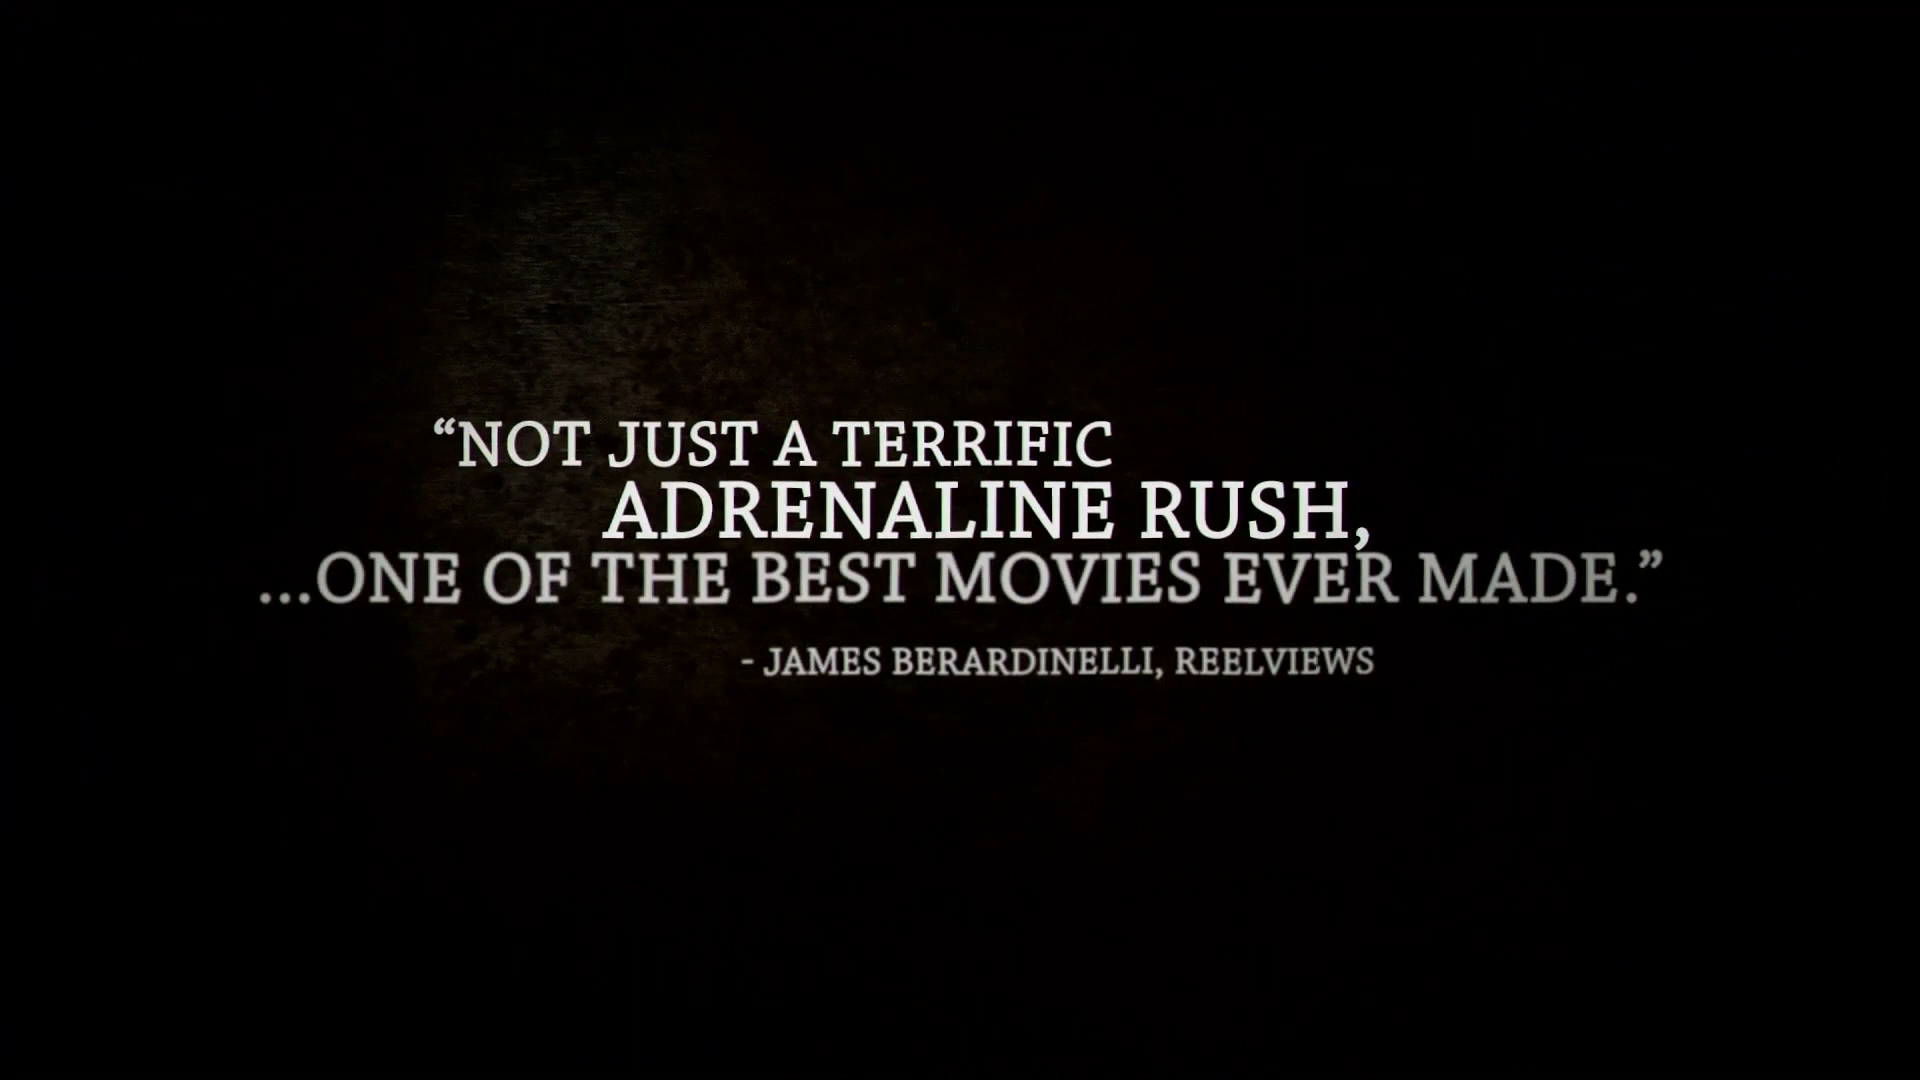 “NOT JUST A TERRIFIC
ADRENALINE RUSH,
...ONE OF THE BEST MOVIES EVER MADE.”
- JAMES BERARDINELLI, REELVIEWS